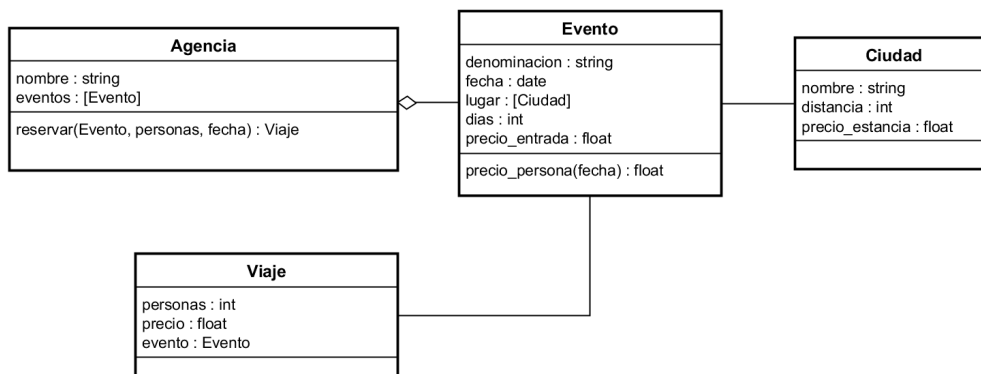 Agencia
nombre : string
eventos : [Evento]
reservar(Evento, personas, fecha) : Viaje
Evento
denominacion : string
fecha : date
lugar : [Ciudad]
dias : int
precio_entrada : float
precio_persona(fecha) : float
Ciudad
nombre : string
distancia : int
precio_estancia : float
Viaje
personas : int
precio : float
evento : Evento